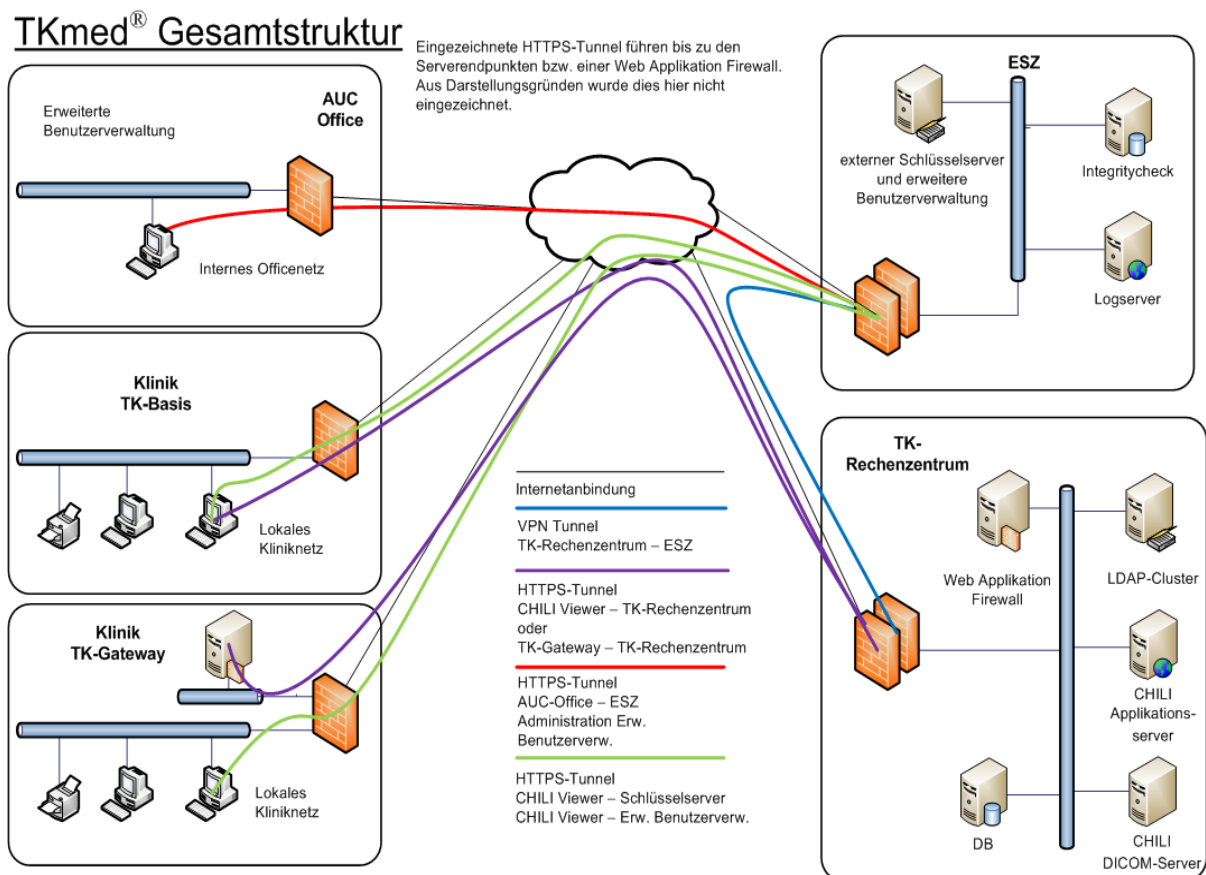 TKmed® Gesamtstruktur
Eingezeichnete HTTPS-Tunnel führen bis zu den
Serverendpunkten bzw. einer Web Applikation Firewall.
Aus Darstellungsgründen wurde dies hier nicht
eingezeichnet.
Erweiterte
Benutzerverwaltung
AUC
Office
Internes Officenetz
Klinik
TK-Basis
Lokales
Kliniknetz
Klinik
TK-Gateway
Lokales
Kliniknetz
Internetanbindung
VPN Tunnel
TK-Rechenzentrum – ESZ
HTTPS-Tunnel
CHILI Viewer – TK-Rechenzentrum
oder
TK-Gateway – TK-Rechenzentrum
HTTPS-Tunnel
AUC-Office – ESZ
Administration Erw.
Benutzerverw.
HTTPS-Tunnel
CHILI Viewer – Schlüsselserver
CHILI Viewer – Erw. Benutzerverw.
ESZ
externer Schlüsselserver
und erweitere
Benutzerverwaltung
Integritycheck
Logserver
TK-
Rechenzentrum
Web Applikation
Firewall
LDAP-Cluster
CHILI
Applikations-
server
DB
CHILI
DICOM-Server